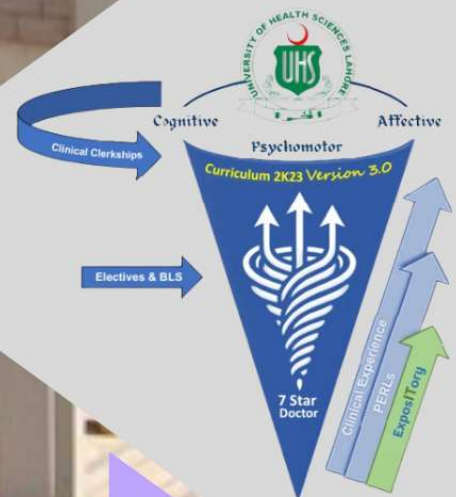 UNIVERSITY OF HEALTH SCIENCES LAHORE
UHS
Cognitive
Affective
Psychomotor
Clinical Clerkships
Curriculum 2K23 Version 3.0
Electives & BLS
7 Star
Doctor
Clinical Experience
PERLs
ExposITory